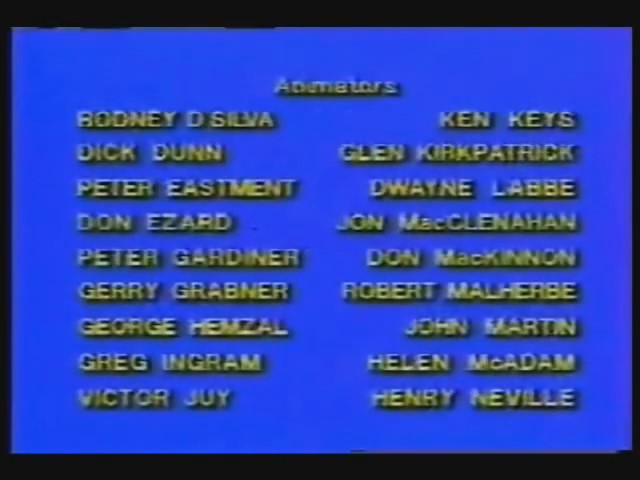 Animators
RODNEY D'SILVA KEN KEYS
DICK DUNN GLEN KIRKPATRICK
PETER EASTMENT DWAYNE LABBE
DON EZARD JON MacCLENAHAN
PETER GARDINER DON MacKINNON
GERRY GRABNER ROBERT MALHERBE
GEORGE HEMZAL JOHN MARTIN
GREG INGRAM HELEN McADAM
VICTOR JUY HENRY NEVILLE